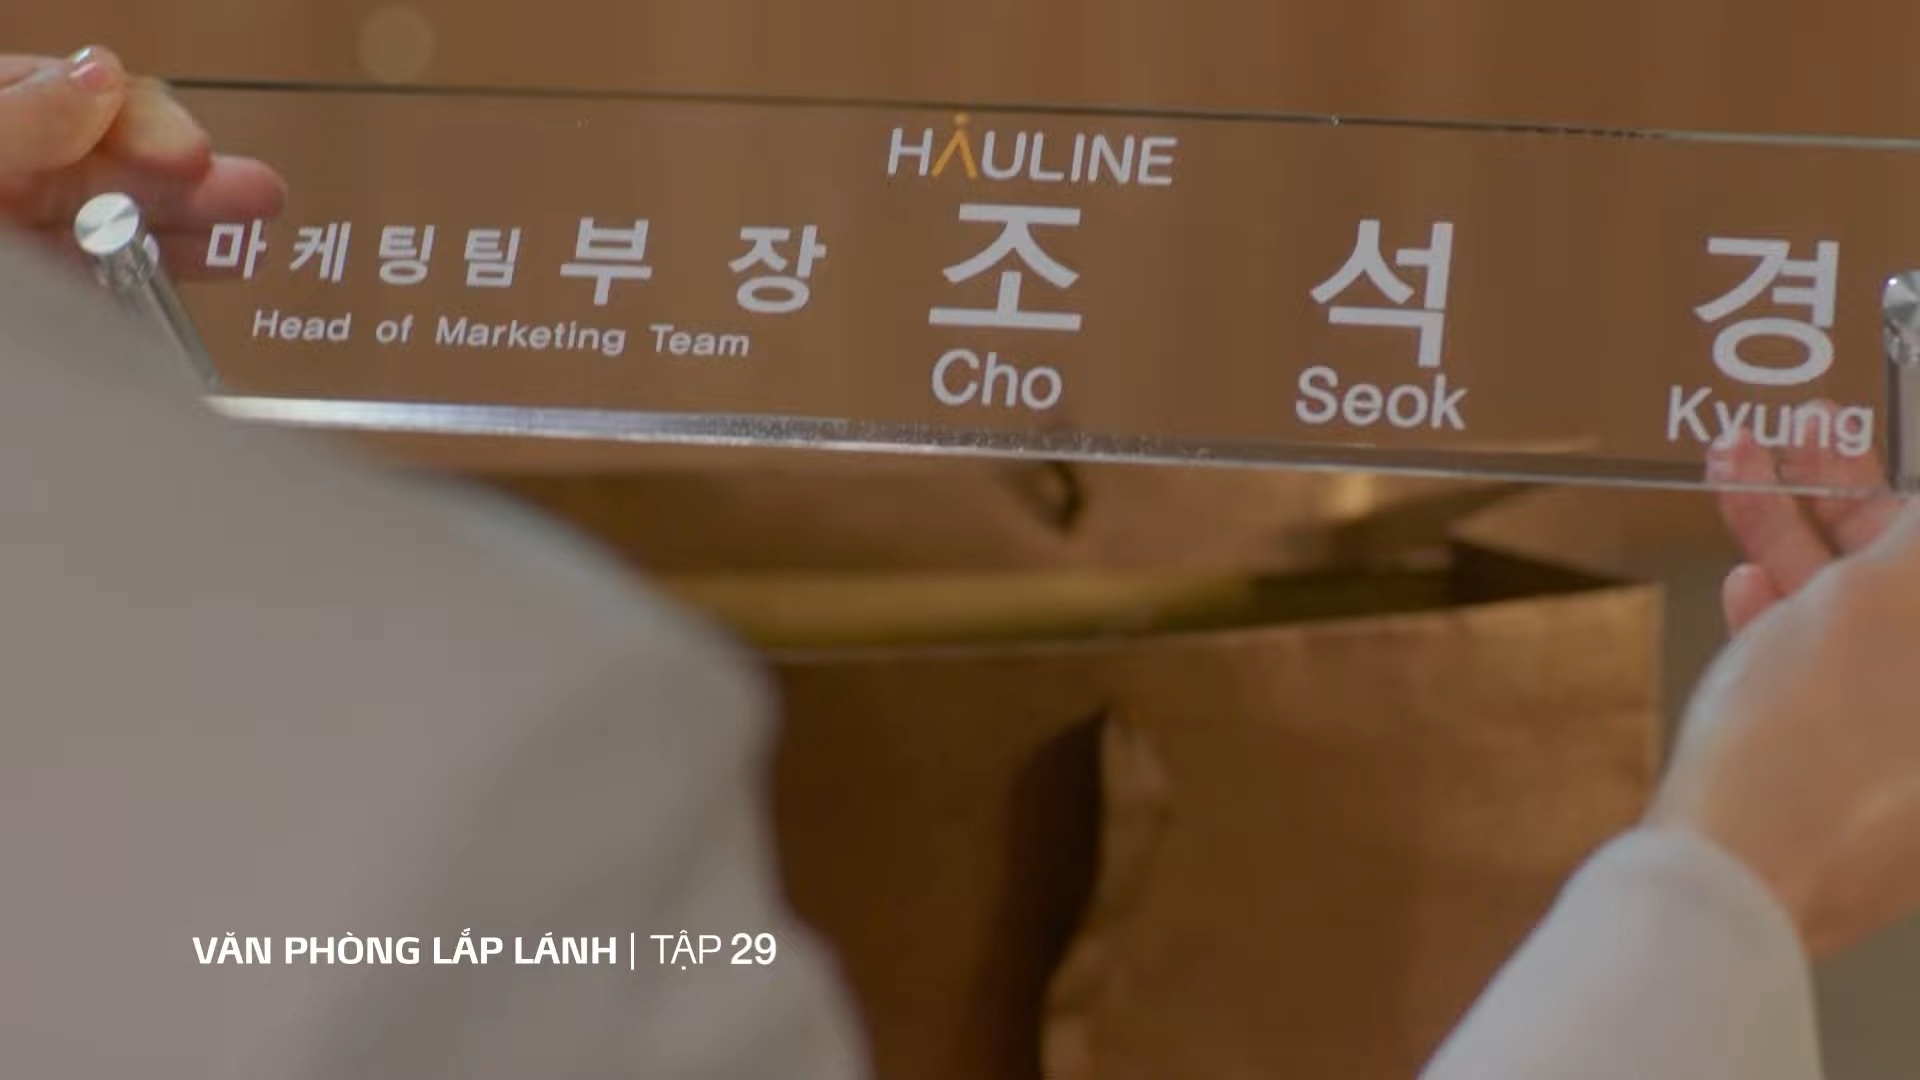 HAULINE
마케팅팀 부 장 조 석 경
Head of Marketing Team Cho Seok Kyung
VĂN PHÒNG LẮP LÁNH | TẬP 29